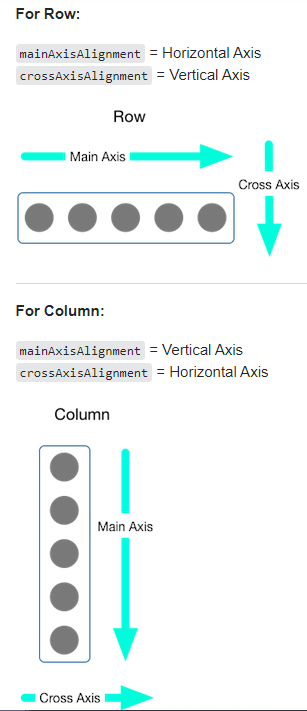 For Row:
mainAxisAlignment = Horizontal Axis
crossAxisAlignment = Vertical Axis
Row
Main Axis
Cross Axis
For Column:
mainAxisAlignment = Vertical Axis
crossAxisAlignment = Horizontal Axis
Column
Main Axis
Cross Axis